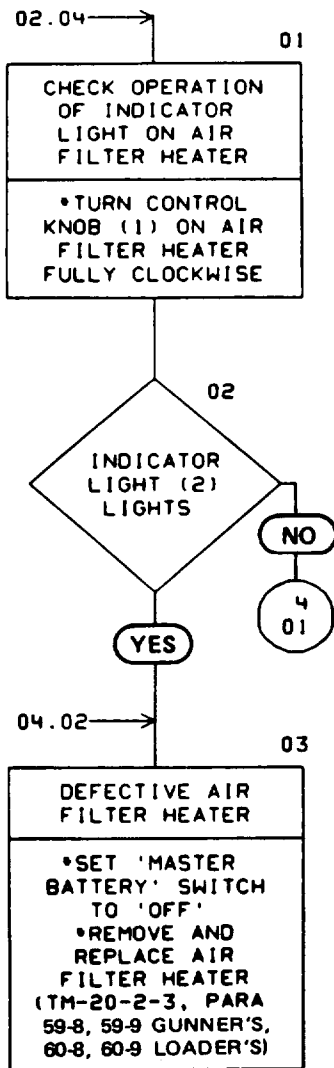 02.04
01
CHECK OPERATION
OF INDICATOR
LIGHT ON AIR
FILTER HEATER
*TURN CONTROL
KNOB (1) ON AIR
FILTER HEATER
FULLY CLOCKWISE
02
INDICATOR
LIGHT (2)
LIGHTS
NO
4
01
YES
04.02
03
DEFECTIVE AIR
FILTER HEATER
*SET 'MASTER
BATTERY' SWITCH
TO 'OFF'
*REMOVE AND
REPLACE AIR
FILTER HEATER
(TM-20-2-3, PARA
59-8, 59-9 GUNNER'S,
60-8, 60-9 LOADER'S)